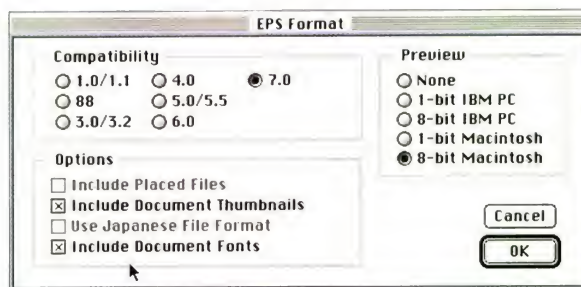 EPS Format
Compatibility
1.0/1.1 4.0 7.0
88 5.0/5.5
3.0/3.2 6.0
Preview
None
1-bit IBM PC
8-bit IBM PC
1-bit Macintosh
8-bit Macintosh
Options
Include Placed Files
Include Document Thumbnails
Use Japanese File Format
Include Document Fonts
Cancel
OK